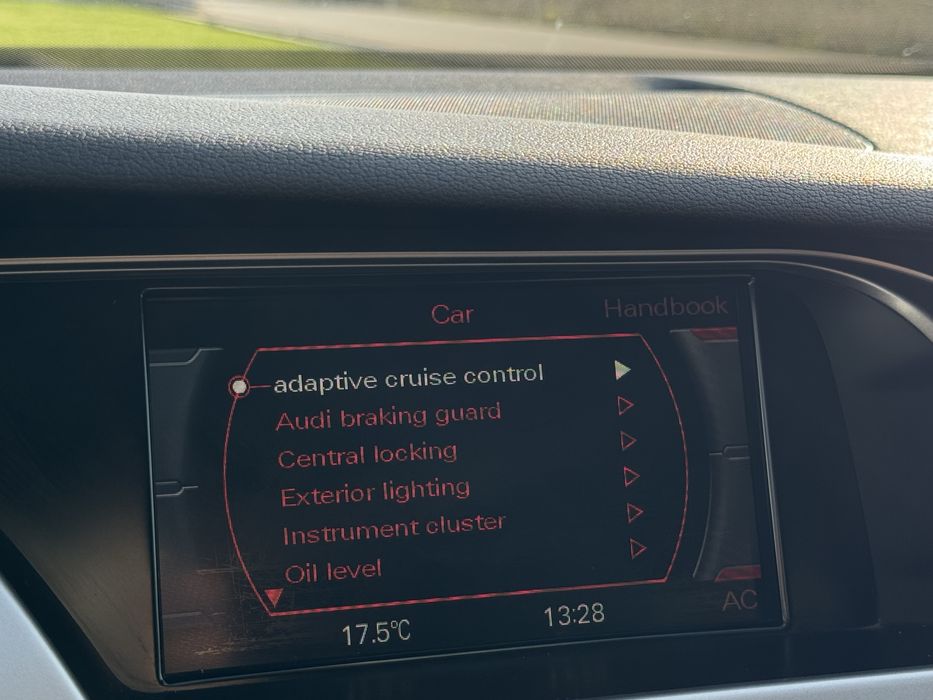 Car
Handbook
adaptive cruise control
Audi braking guard
Central locking
Exterior lighting
Instrument cluster
Oil level
AC
17.5°C
13:28